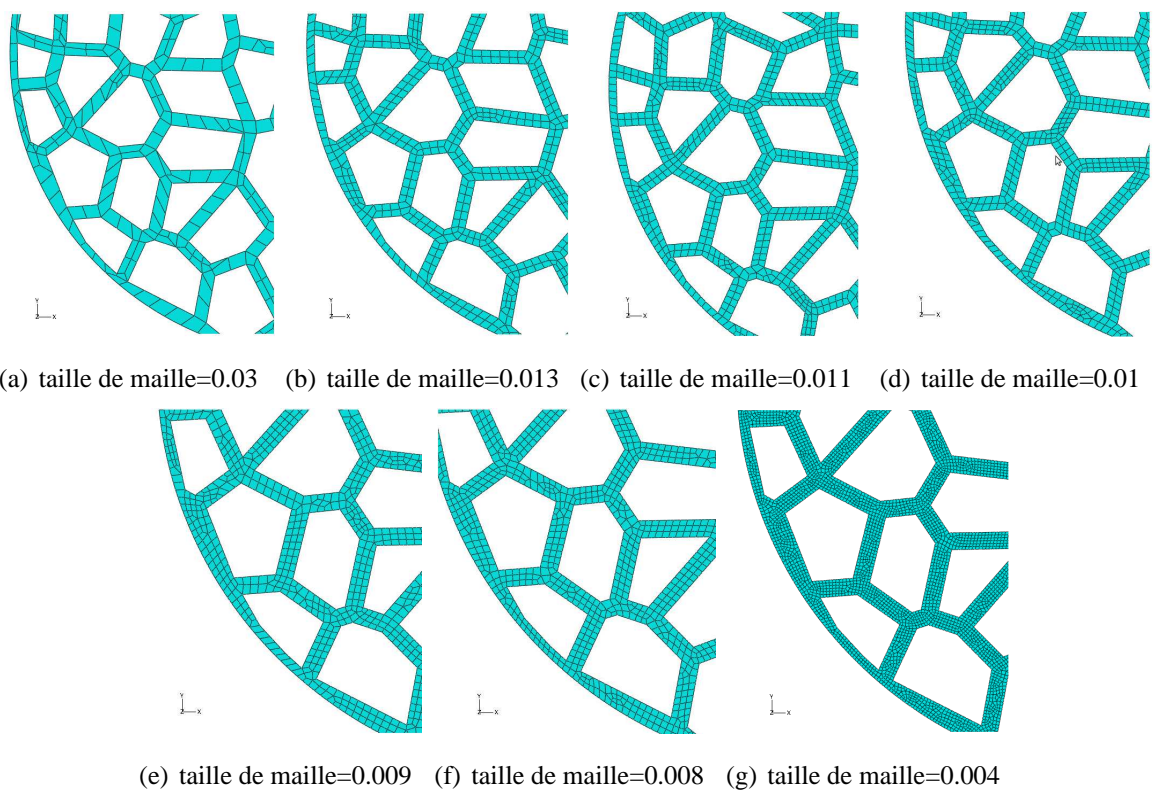 Y
Z X
Y
Z X
Y
Z X
Y
Z X
(a) taille de maille=0.03 (b) taille de maille=0.013 (c) taille de maille=0.011 (d) taille de maille=0.01
Y
Z X
Y
Z X
Y
Z X
(e) taille de maille=0.009 (f) taille de maille=0.008 (g) taille de maille=0.004